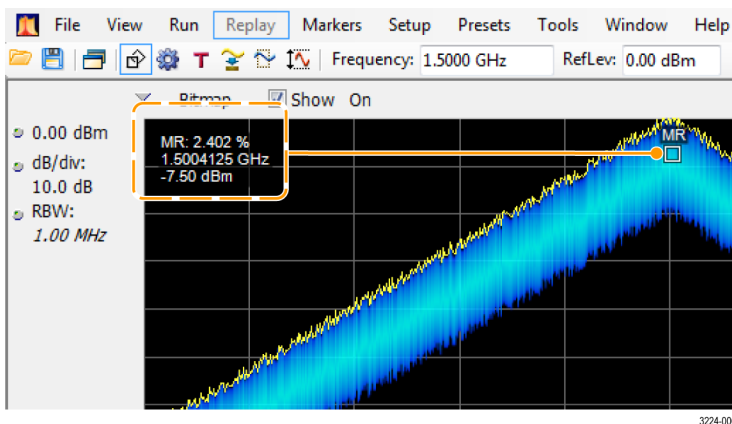 File View Run Replay Markers Setup Presets Tools Window Help
T Frequency: 1.5000 GHz RefLev: 0.00 dBm
Bitmap Show On
0.00 dBm
dB/div:
10.0 dB
RBW:
1.00 MHz
MR: 2.402 %
1.5004125 GHz
-7.50 dBm
MR
3224-00